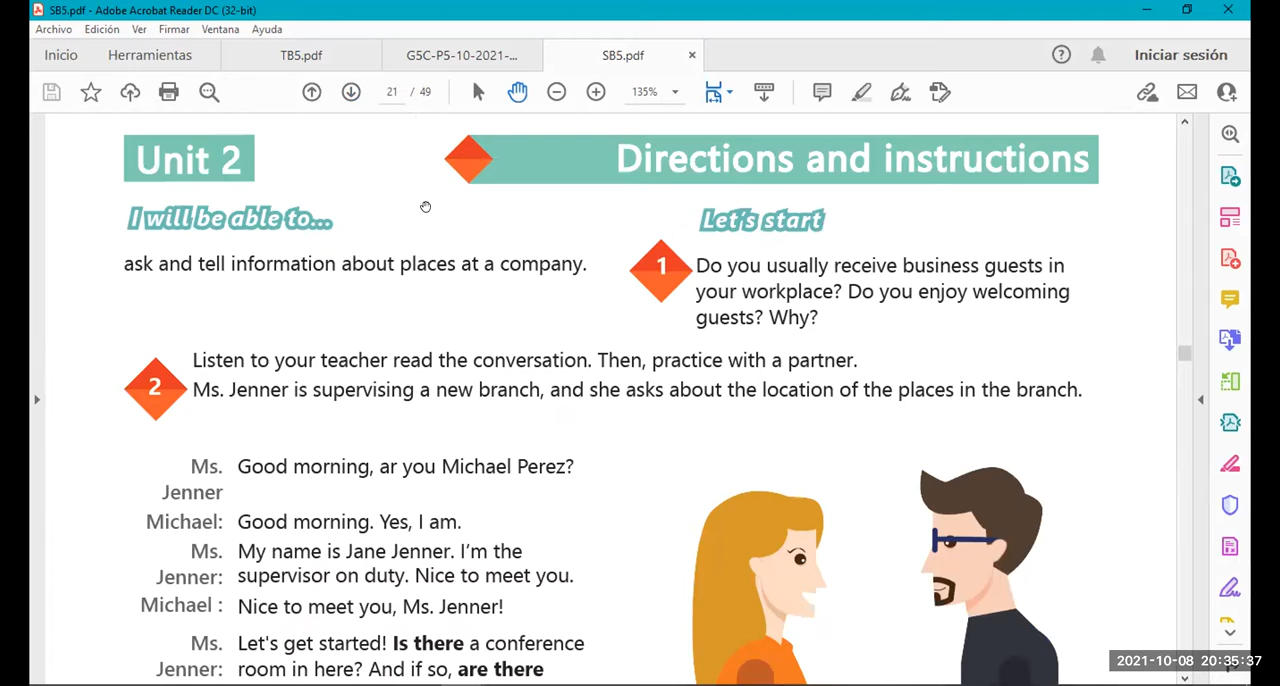 SB5.pdf - Adobe Acrobat Reader DC (32-bit)
Archivo Edición Ver Firmar Ventana Ayuda
Inicio Herramientas TB5.pdf G5C-P5-10-2021-... SB5.pdf × Iniciar sesión
21 / 49 135%
Unit 2 Directions and instructions
I will be able to...
ask and tell information about places at a company.
Let's start
1 Do you usually receive business guests in
your workplace? Do you enjoy welcoming
guests? Why?
2 Listen to your teacher read the conversation. Then, practice with a partner.
Ms. Jenner is supervising a new branch, and she asks about the location of the places in the branch.
Ms. Good morning, ar you Michael Perez?
Jenner
Michael: Good morning. Yes, I am.
Ms. My name is Jane Jenner. I'm the
Jenner: supervisor on duty. Nice to meet you.
Michael : Nice to meet you, Ms. Jenner!
Ms. Let's get started! Is there a conference
Jenner: room in here? And if so, are there
2021-10-08 20:35:37